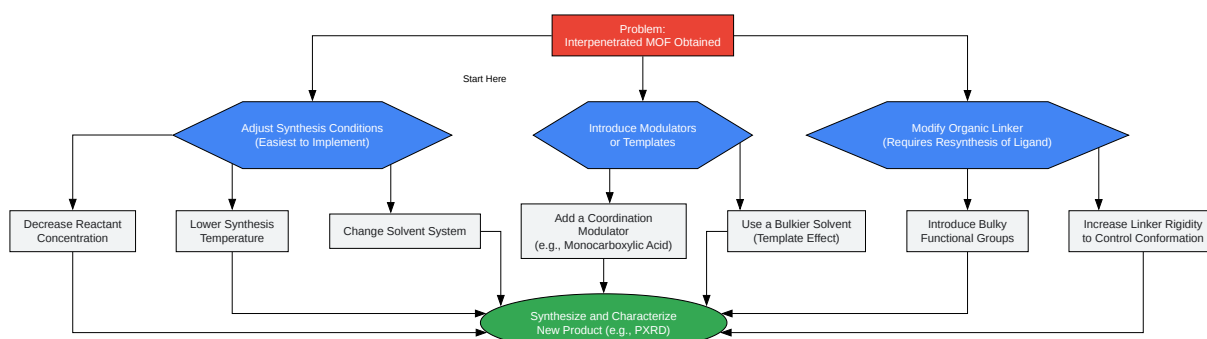 Problem:
Interpenetrated MOF Obtained
Start Here
Adjust Synthesis Conditions
(Easiest to Implement)
Introduce Modulators
or Templates
Modify Organic Linker
(Requires Resynthesis of Ligand)
Decrease Reactant
Concentration
Lower Synthesis
Temperature
Change Solvent System
Add a Coordination
Modulator
(e.g., Monocarboxylic Acid)
Use a Bulkier Solvent
(Template Effect)
Introduce Bulky
Functional Groups
Increase Linker Rigidity
to Control Conformation
Synthesize and Characterize
New Product (e.g., PXRD)